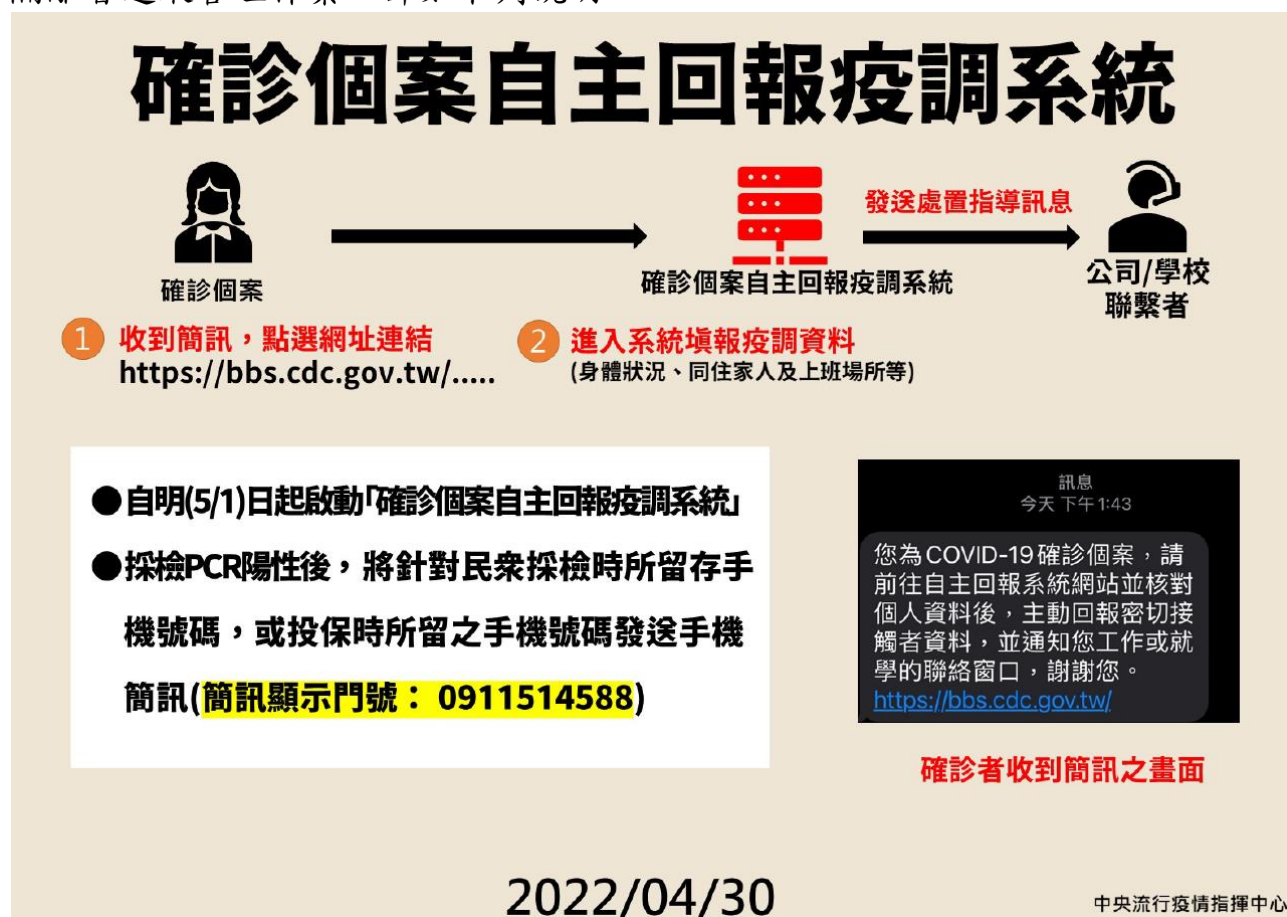 確診個案自主回報疫調系統
發送處置指導訊息
確診個案
確診個案自主回報疫調系統
公司/學校
聯繫者
1 收到簡訊,點選網址連結
https://bbs.cdc.gov.tw/.....
2 進入系統填報疫調資料
(身體狀況、同住家人及上班場所等)
●自明(5/1)日起啟動「確診個案自主回報疫調系統」
●採檢PCR陽性後,將針對民眾採檢時所留存手
機號碼,或投保時所留之手機號碼發送手機
簡訊(簡訊顯示門號: 0911514588)
訊息
今天 下午1:43
您為COVID-19確診個案,請
前往自主回報系統網站並核對
個人資料後,主動回報密切接
觸者資料,並通知您工作或就
學的聯絡窗口,謝謝您。
https://bbs.cdc.gov.tw/
確診者收到簡訊之畫面
2022/04/30
中央流行疫情指揮中心